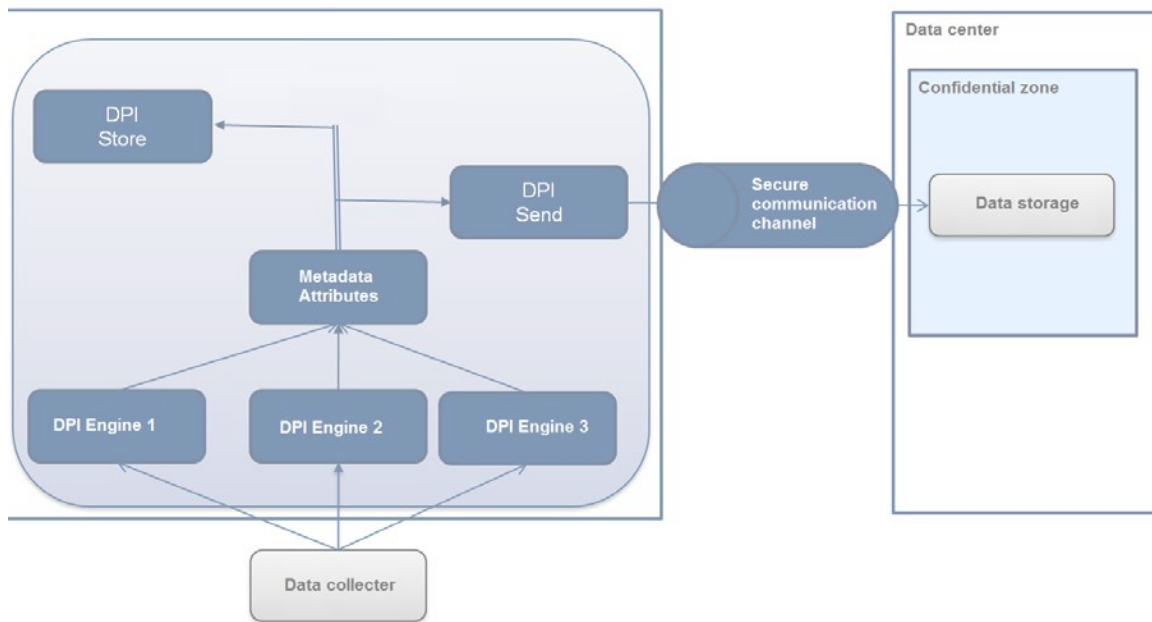 Data center
Confidential zone
DPI
Store
DPI
Send
Secure
communication
channel
Data storage
Metadada
Attributes
DPI Engine 1
DPI Engine 2
DPI Engine 3
Data collecter